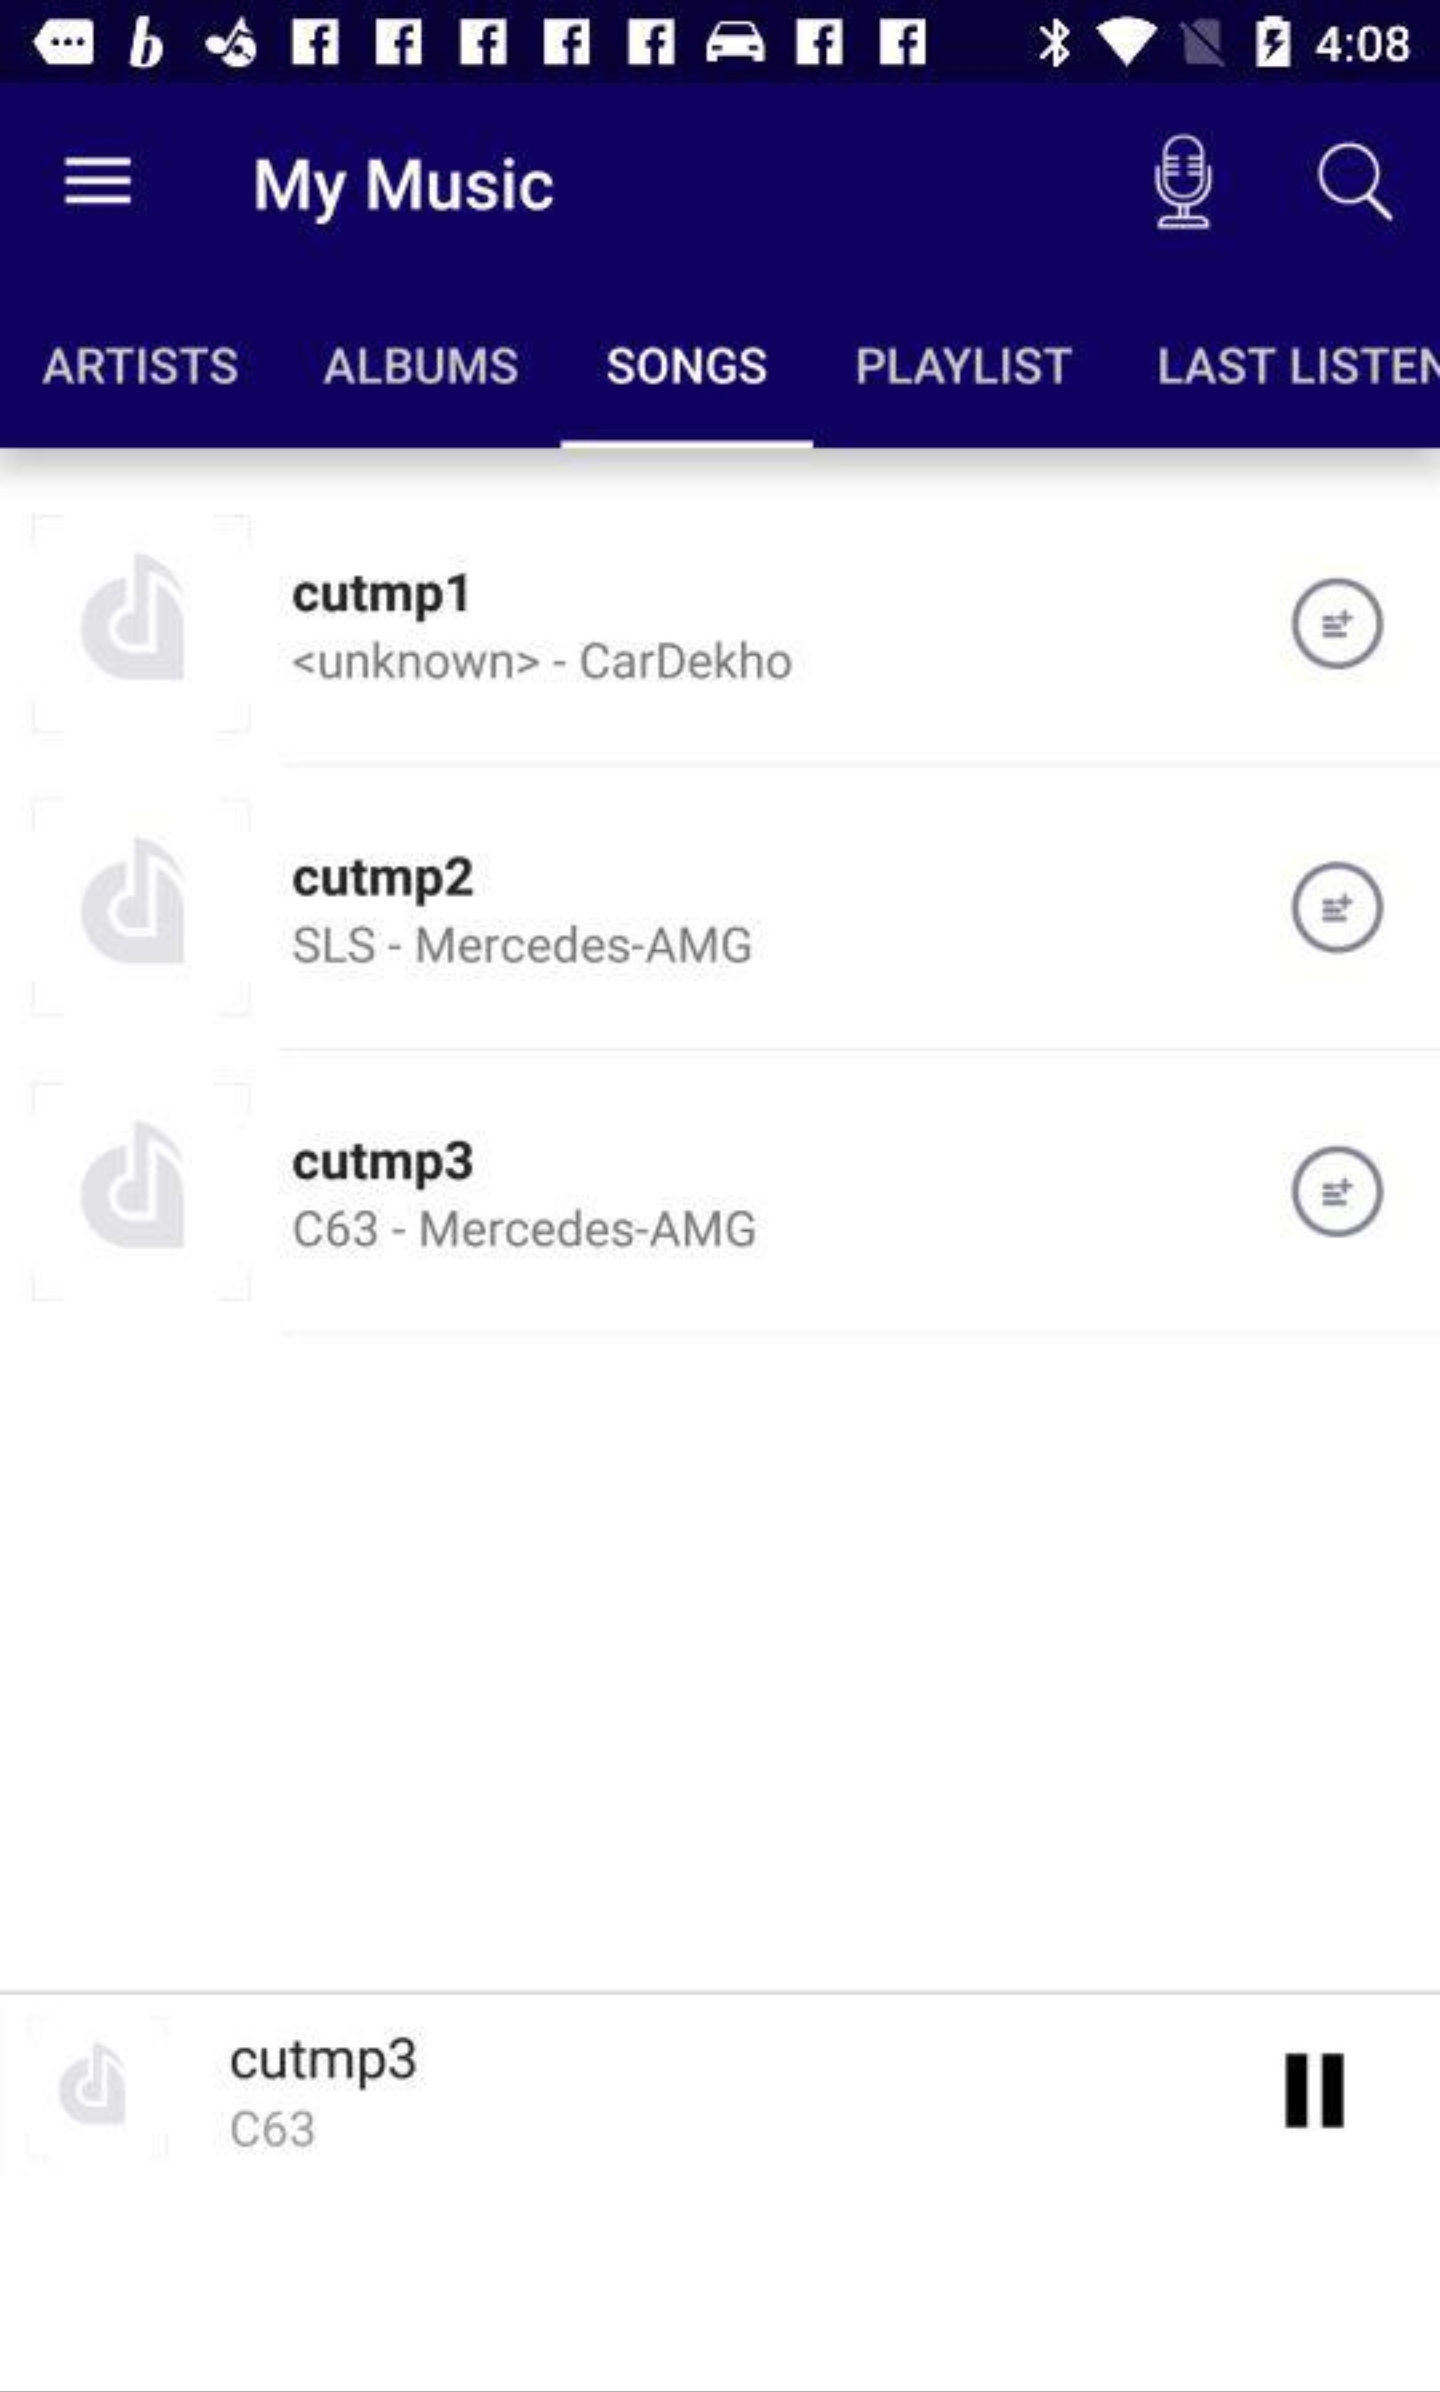 4:08
My Music
ARTISTS ALBUMS SONGS PLAYLIST LAST LISTEN
cutmp1
<unknown> - CarDekho
cutmp2
SLS - Mercedes-AMG
cutmp3
C63 - Mercedes-AMG
cutmp3
C63